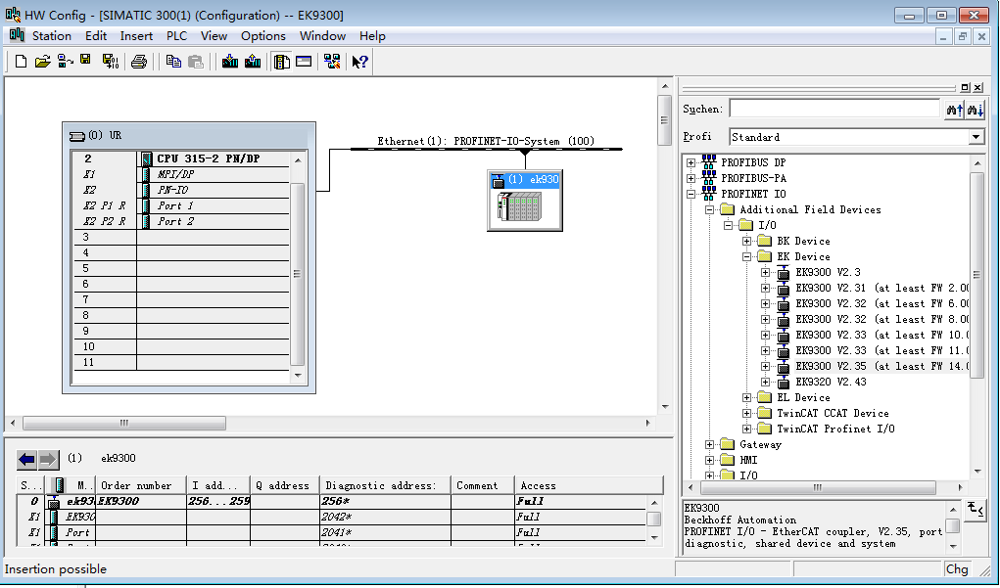 HW Config - [SIMATIC 300(1) (Configuration) -- EK9300]
Station Edit Insert PLC View Options Window Help
(0) UR
2 CPU 315-2 PN/DP
X1 MPI/DP
X2 PN-IO
X2 P1 R Port 1
X2 P2 R Port 2
3
4
5
6
7
8
9
10
11
Ethernet(1): PROFINET-IO-System (100)
(1) ek930
Suchen:
Profi Standard
PROFIBUS DP
PROFIBUS-PA
PROFINET IO
Additional Field Devices
I/O
BK Device
EK Device
EK9300 V2.3
EK9300 V2.31 (at least FW 2.00
EK9300 V2.32 (at least FW 6.00
EK9300 V2.32 (at least FW 8.00
EK9300 V2.33 (at least FW 10.0
EK9300 V2.33 (at least FW 11.0
EK9300 V2.35 (at least FW 14.0
EK9320 V2.43
EL Device
TwinCAT CCAT Device
TwinCAT Profinet I/O
Gateway
HMI
I/O
(1) ek9300
S... M... Order number I add... Q address Diagnostic address: Comment Access
0 ek93 EK9300 256...259 256* Full
X1 EK930 2042* Full
X1 Port 2041* Full
EK9300
Beckhoff Automation
PROFINET I/O - EtherCAT coupler, V2.35, port
diagnostic, shared device and system
Insertion possible
Chg